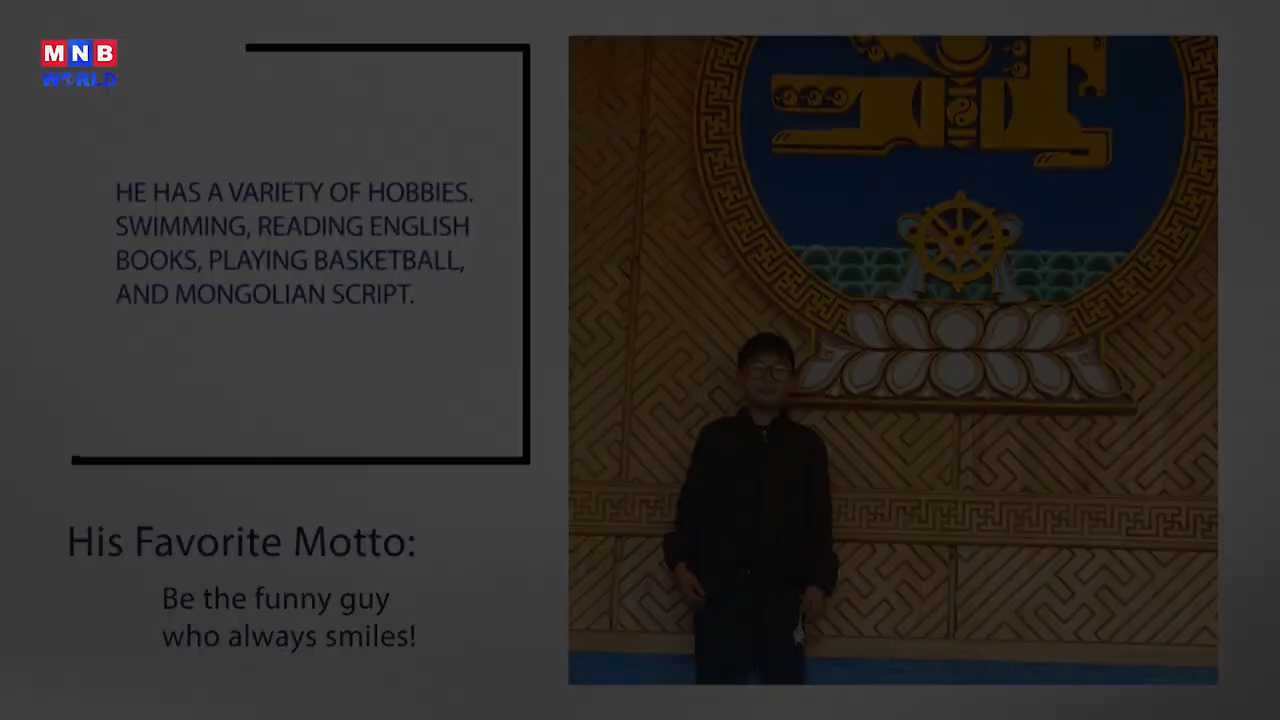 MNB
WORLD
HE HAS A VARIETY OF HOBBIES.
SWIMMING, READING ENGLISH
BOOKS, PLAYING BASKETBALL,
AND MONGOLIAN SCRIPT.
His Favorite Motto:
Be the funny guy
who always smiles!